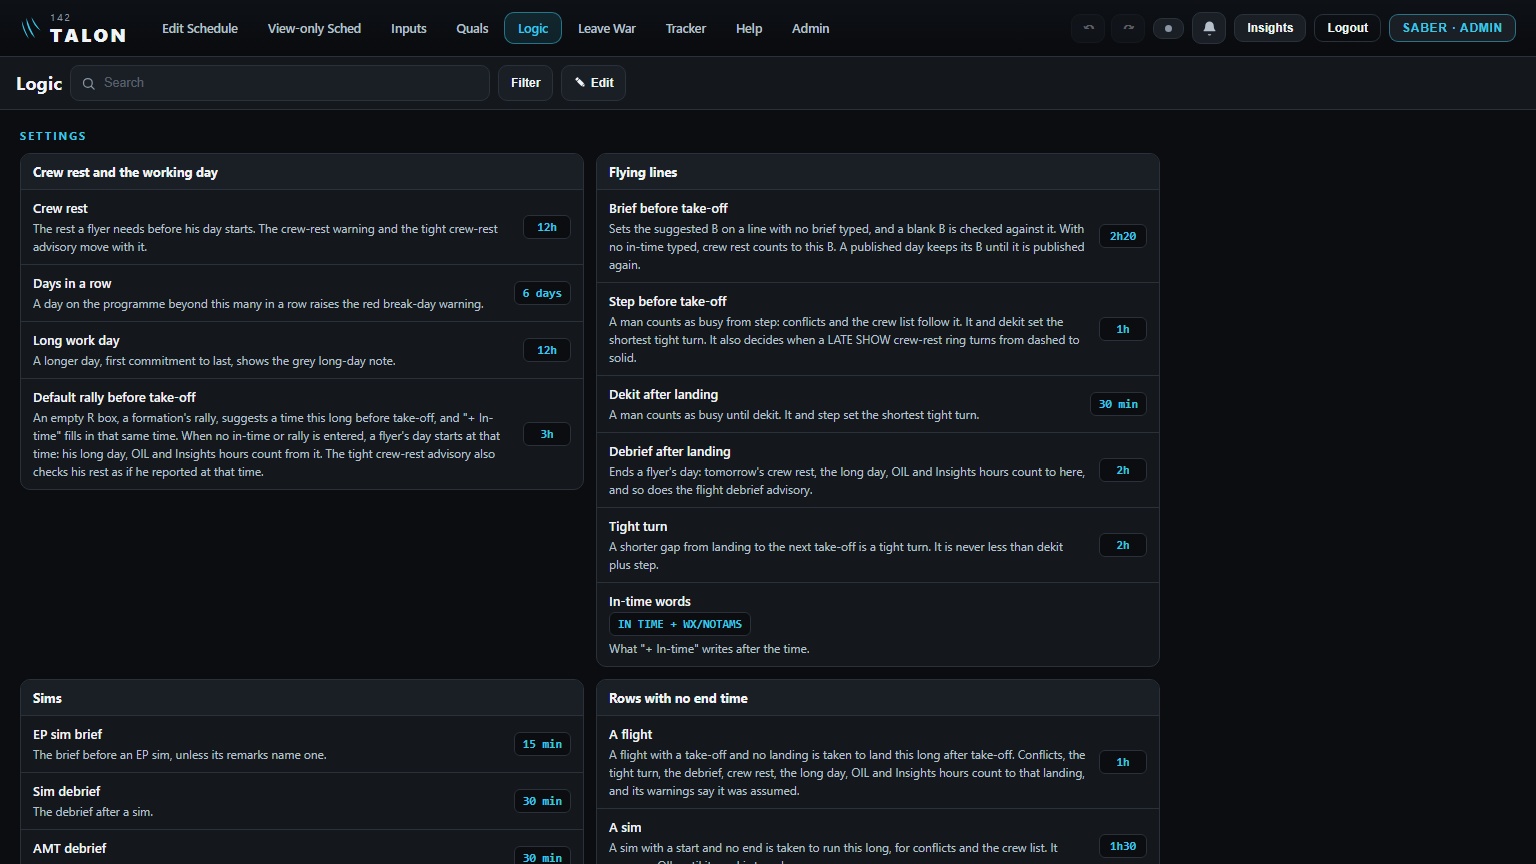 142
TALON
Edit Schedule
View-only Sched
Inputs
Quals
Logic
Leave War
Tracker
Help
Admin
Insights
Logout
SABER · ADMIN
Logic
Search
Filter
Edit
SETTINGS
Crew rest and the working day
Crew rest
The rest a flyer needs before his day starts. The crew-rest warning and the tight crew-rest
advisory move with it.
12h
Days in a row
A day on the programme beyond this many in a row raises the red break-day warning.
6 days
Long work day
A longer day, first commitment to last, shows the grey long-day note.
12h
Default rally before take-off
An empty R box, a formation's rally, suggests a time this long before take-off, and "+ In-
time" fills in that same time. When no in-time or rally is entered, a flyer's day starts at that
time: his long day, OIL and Insights hours count from it. The tight crew-rest advisory also
checks his rest as if he reported at that time.
3h
Flying lines
Brief before take-off
Sets the suggested B on a line with no brief typed, and a blank B is checked against it. With
no in-time typed, crew rest counts to this B. A published day keeps its B until it is published
again.
2h20
Step before take-off
A man counts as busy from step: conflicts and the crew list follow it. It and dekit set the
shortest tight turn. It also decides when a LATE SHOW crew-rest ring turns from dashed to
solid.
1h
Dekit after landing
A man counts as busy until dekit. It and step set the shortest tight turn.
30 min
Debrief after landing
Ends a flyer's day: tomorrow's crew rest, the long day, OIL and Insights hours count to here,
and so does the flight debrief advisory.
2h
Tight turn
A shorter gap from landing to the next take-off is a tight turn. It is never less than dekit
plus step.
2h
In-time words
IN TIME + WX/NOTAMS
What "+ In-time" writes after the time.
Sims
EP sim brief
The brief before an EP sim, unless its remarks name one.
15 min
Sim debrief
The debrief after a sim.
30 min
AMT debrief
30 min
Rows with no end time
A flight
A flight with a take-off and no landing is taken to land this long after take-off. Conflicts, the
tight turn, the debrief, crew rest, the long day, OIL and Insights hours count to that landing,
and its warnings say it was assumed.
1h
A sim
A sim with a start and no end is taken to run this long, for conflicts and the crew list. It
1h30